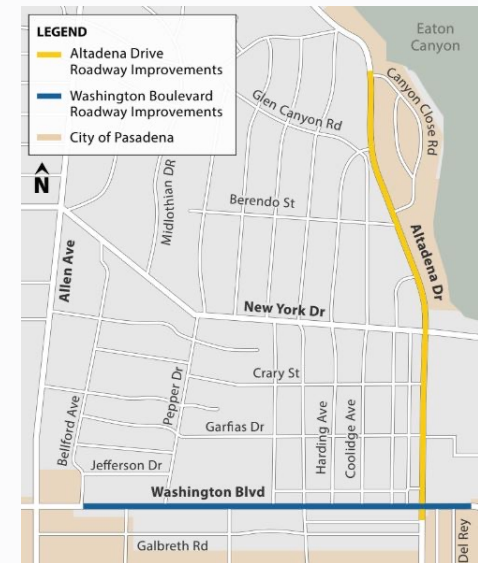 LEGEND
Altadena Drive
Roadway Improvements
Washington Boulevard
Roadway Improvements
City of Pasadena
N
Eaton
Canyon
Canyon Close Rd
Glen Canyon Rd
Midlothian DR
Berendo St
Allen Ave
Altadena Dr
New York Dr
Crary St
Pepper Dr
Bellford Ave
Garfias Dr
Harding Ave
Coolidge Ave
Jefferson Dr
Washington Blvd
Galbreth Rd
Del Rey